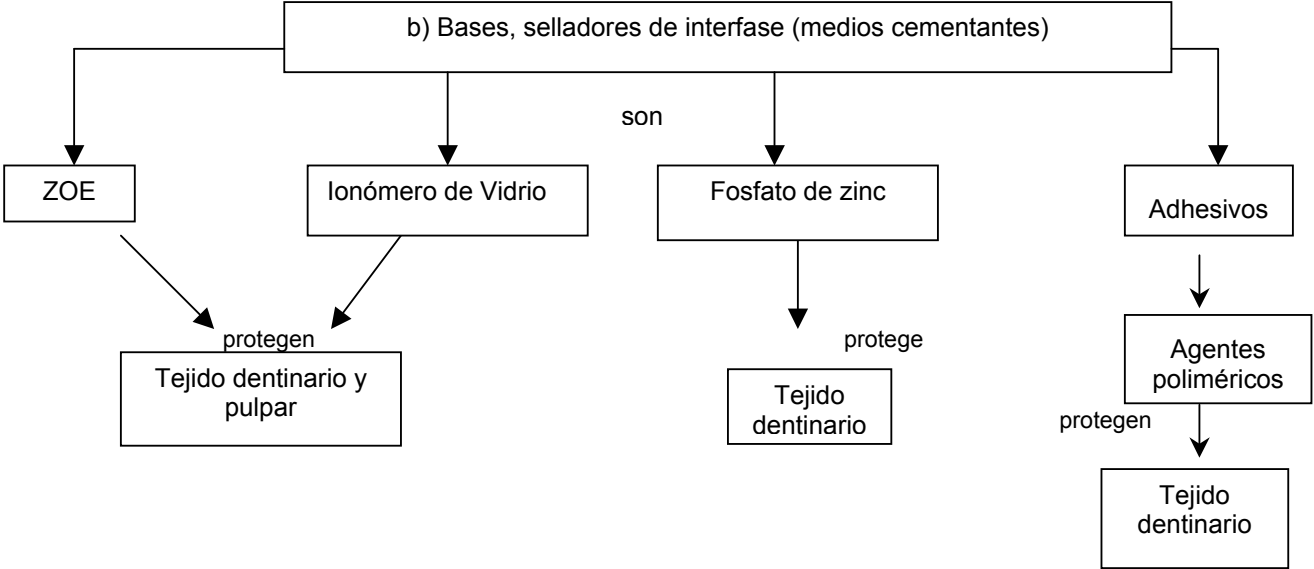 b) Bases, selladores de interfase (medios cementantes)
son
ZOE
Ionómero de Vidrio
Fosfato de zinc
Adhesivos
protegen
Tejido dentinario y
pulpar
protege
Tejido
dentinario
Agentes
poliméricos
protegen
Tejido
dentinario